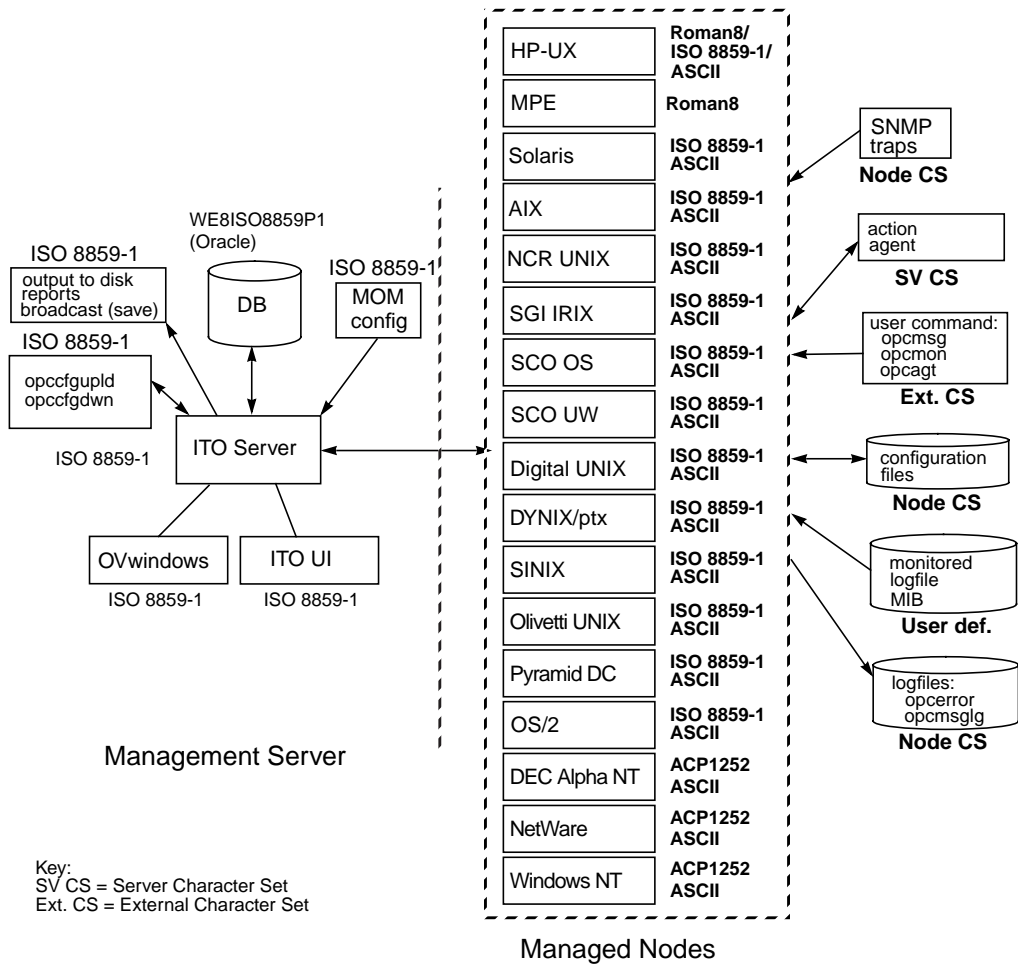 WE8ISO8859P1
(Oracle)
ISO 8859-1
output to disk
reports
broadcast (save)
DB
ISO 8859-1
MOM
config
ISO 8859-1
opccfgupld
opccfgdwn
ISO 8859-1
ITO Server
OVwindows
ISO 8859-1
ITO UI
ISO 8859-1
Management Server
Key:
SV CS = Server Character Set
Ext. CS = External Character Set
HP-UX
Roman8/
ISO 8859-1/
ASCII
MPE
Roman8
Solaris
ISO 8859-1
ASCII
AIX
ISO 8859-1
ASCII
NCR UNIX
ISO 8859-1
ASCII
SGI IRIX
ISO 8859-1
ASCII
SCO OS
ISO 8859-1
ASCII
SCO UW
ISO 8859-1
ASCII
Digital UNIX
ISO 8859-1
ASCII
DYNIX/ptx
ISO 8859-1
ASCII
SINIX
ISO 8859-1
ASCII
Olivetti UNIX
ISO 8859-1
ASCII
Pyramid DC
ISO 8859-1
ASCII
OS/2
ISO 8859-1
ASCII
DEC Alpha NT
ACP1252
ASCII
NetWare
ACP1252
ASCII
Windows NT
ACP1252
ASCII
Managed Nodes
SNMP
traps
Node CS
action
agent
SV CS
user command:
opcmsg
opcmon
opcagt
Ext. CS
configuration
files
Node CS
monitored
logfile
MIB
User def.
logfiles:
opcerror
opcmsglg
Node CS